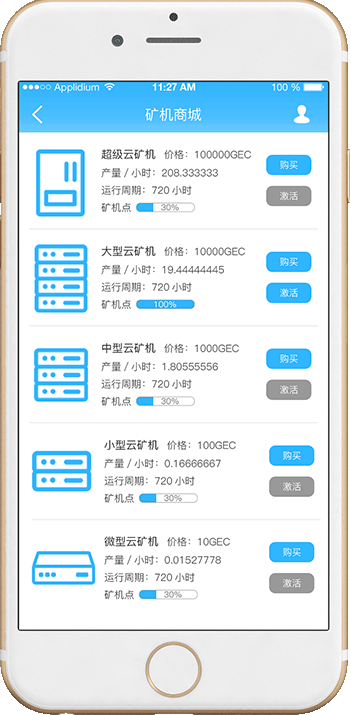 ●●●○○ Applidium 11:27 AM 100 %
矿机商城
超级云矿机 价格：100000GEC
产量 / 小时：208.333333
运行周期：720 小时
矿机点 30%
购买
激活
大型云矿机 价格：10000GEC
产量 / 小时：19.44444445
运行周期：720 小时
矿机点 100%
购买
激活
中型云矿机 价格：1000GEC
产量 / 小时：1.80555556
运行周期：720 小时
矿机点 30%
购买
激活
小型云矿机 价格：100GEC
产量 / 小时：0.16666667
运行周期：720 小时
矿机点 30%
购买
激活
微型云矿机 价格：10GEC
产量 / 小时：0.01527778
运行周期：720 小时
矿机点 30%
购买
激活